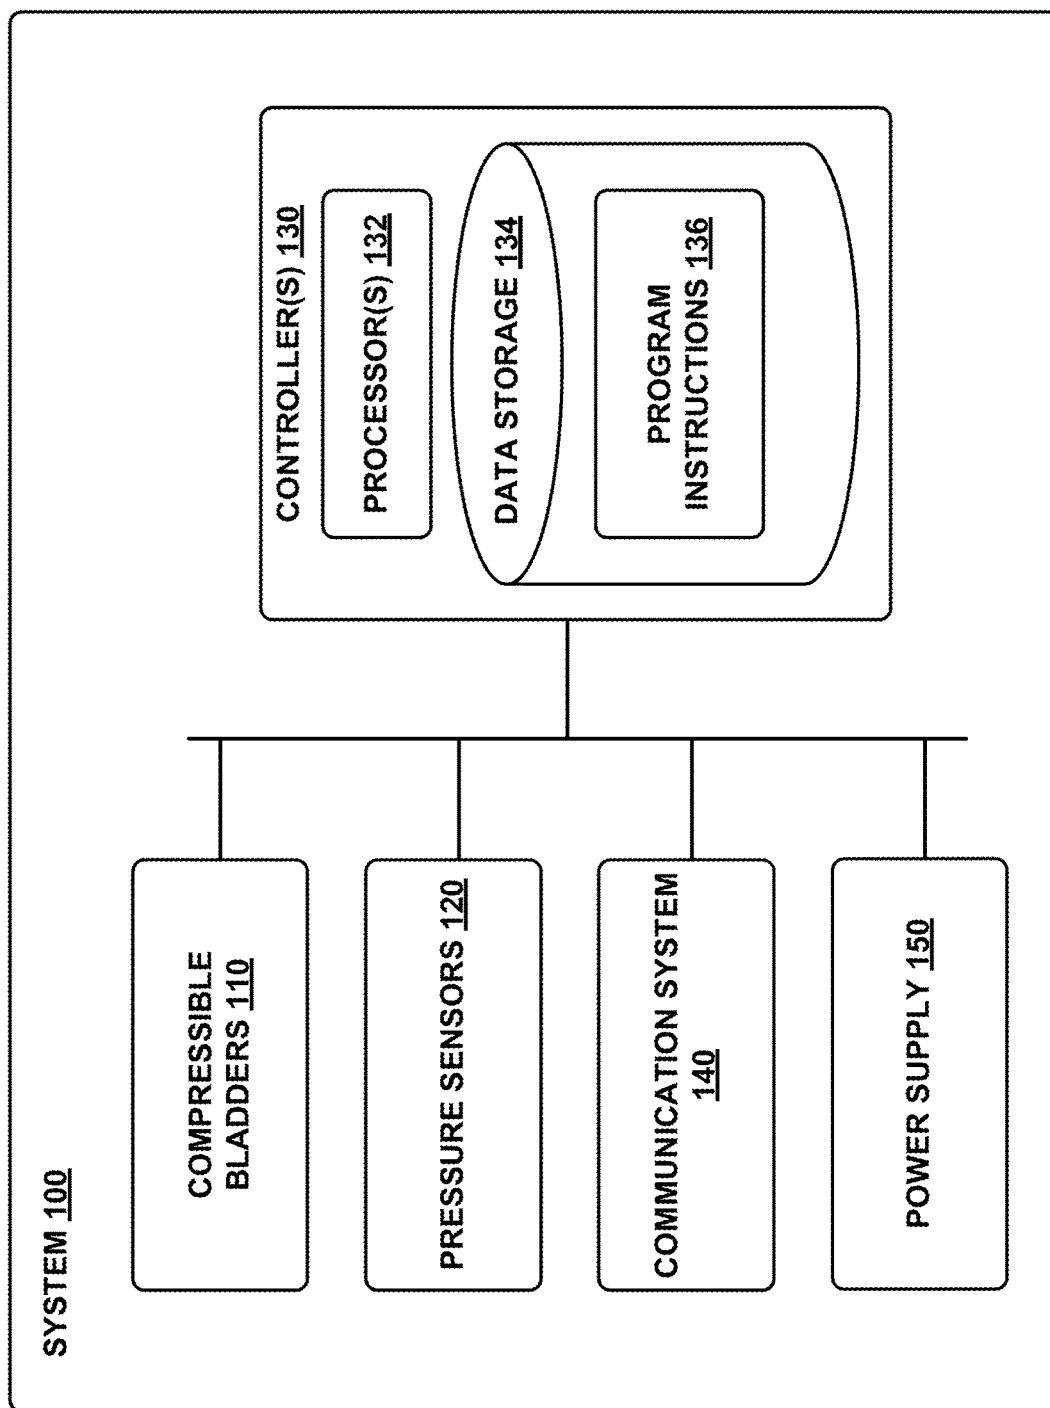 SYSTEM 100
COMPRESSIBLE
BLADDERS 110
PRESSURE SENSORS 120
COMMUNICATION SYSTEM
140
POWER SUPPLY 150
CONTROLLER(S) 130
PROCESSOR(S) 132
DATA STORAGE 134
PROGRAM
INSTRUCTIONS 136